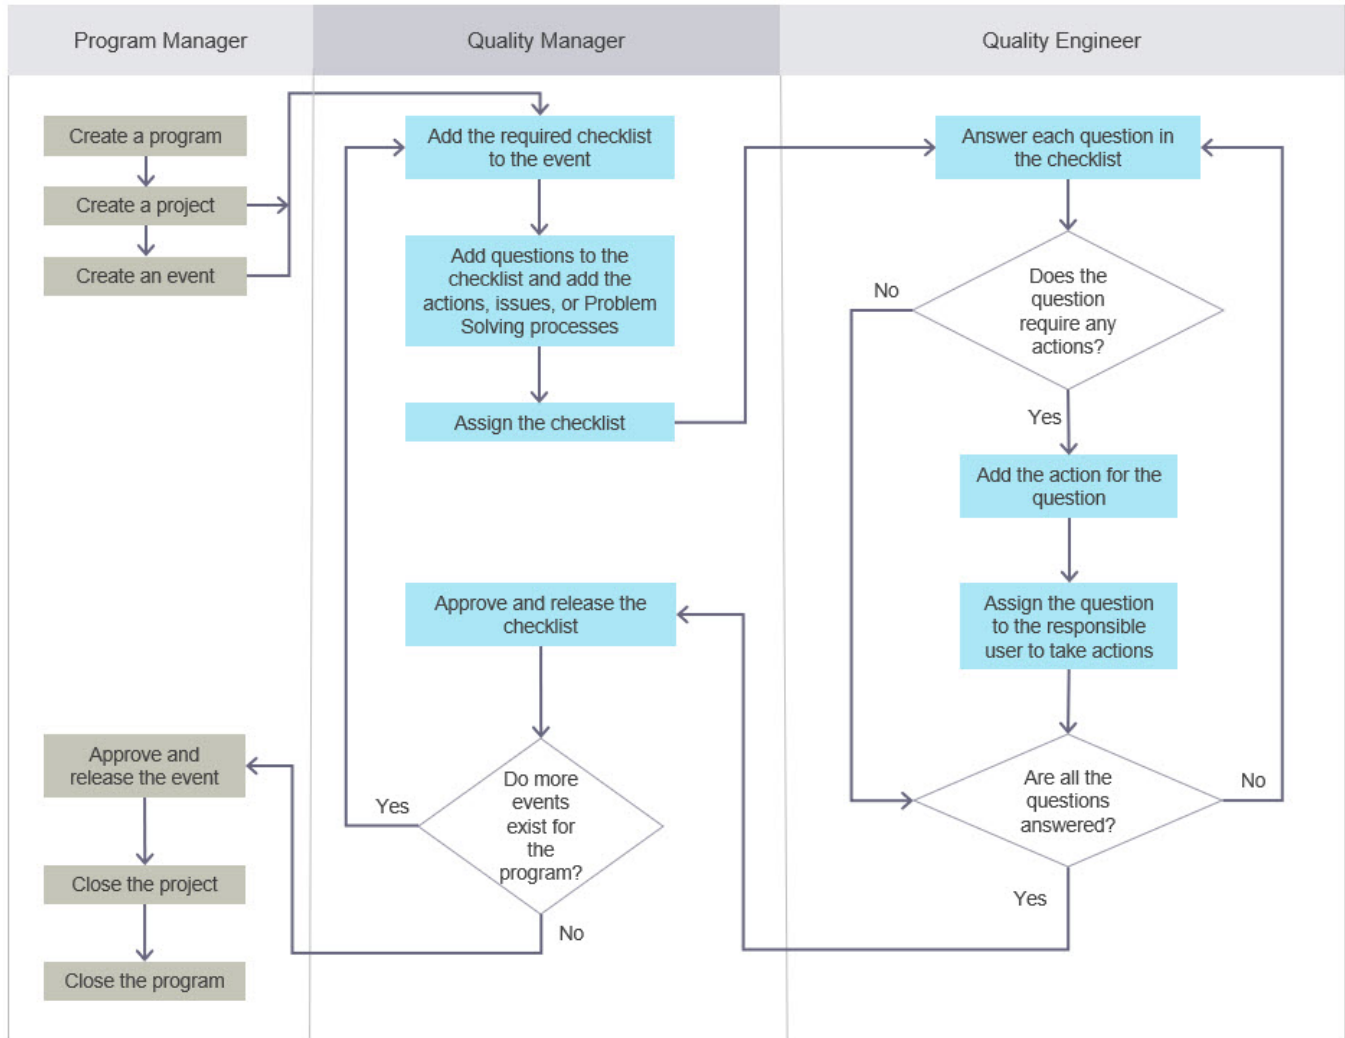 Program Manager
Quality Manager
Quality Engineer
Create a program
Create a project
Create an event
Add the required checklist
to the event
Add questions to the
checklist and add the
actions, issues, or Problem
Solving processes
Assign the checklist
Answer each question in
the checklist
Does the
question
require any
actions?
No
Yes
Add the action for the
question
Assign the question
to the responsible
user to take actions
Are all the
questions
answered?
No
Yes
Approve and release the
checklist
Do more
events
exist for
the
program?
Yes
No
Approve and
release the event
Close the project
Close the program